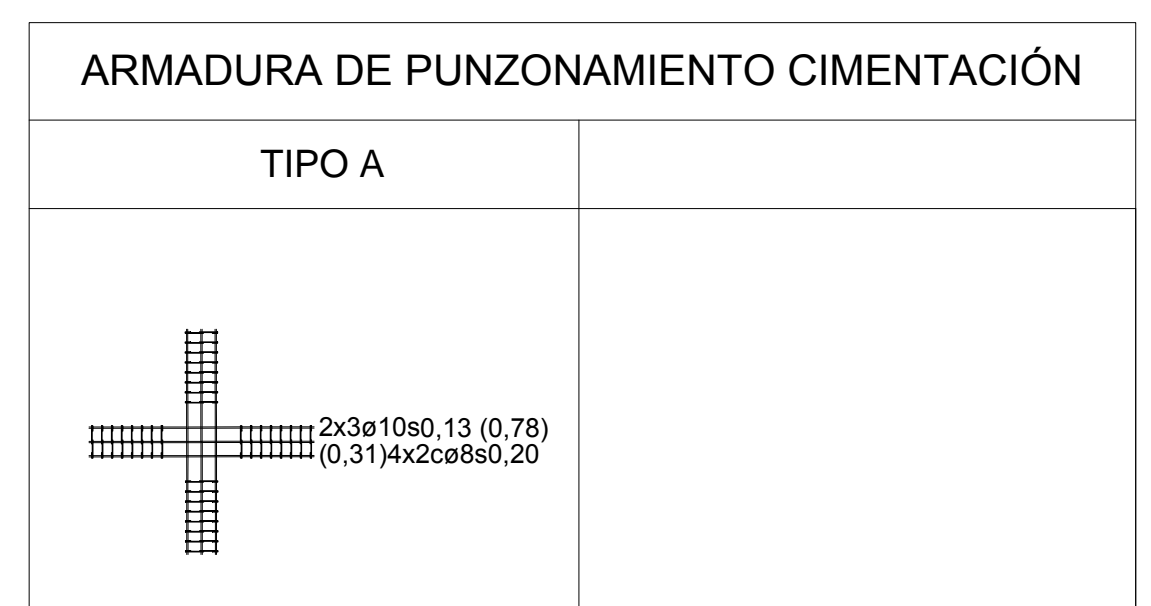 ARMADURA DE PUNZONAMIENTO CIMENTACIÓN
TIPO A
2x3ø10s0,13 (0,78)
(0,31)4x2cø8s0,20